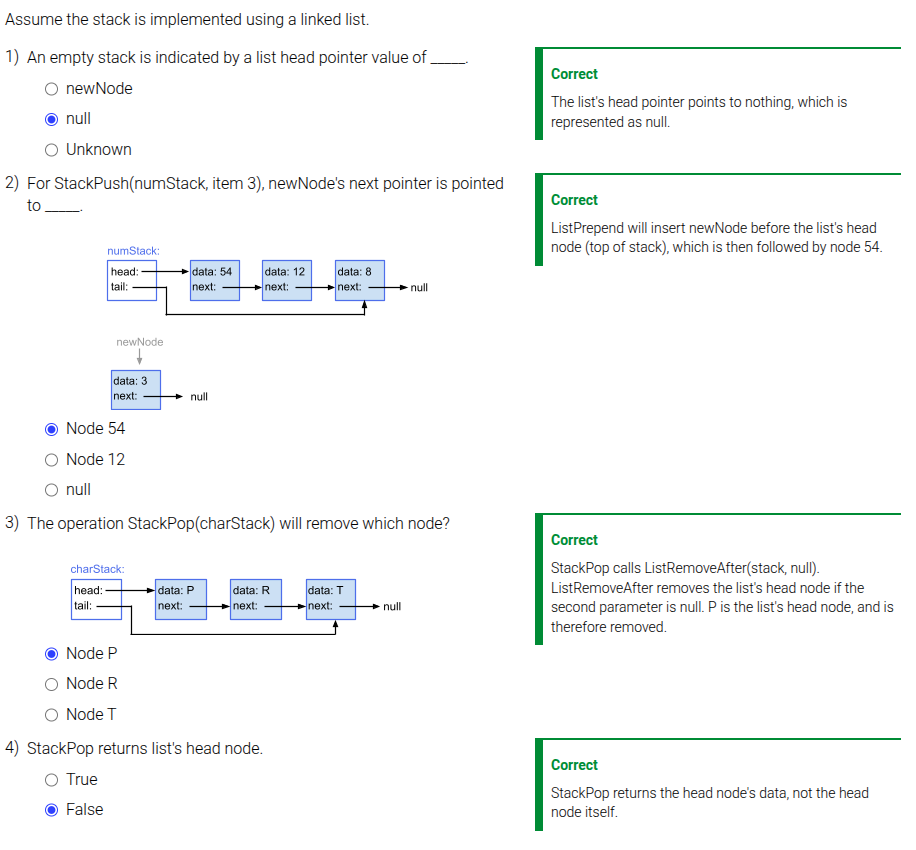 Assume the stack is implemented using a linked list.
1) An empty stack is indicated by a list head pointer value of _____.
newNode
null
Unknown
Correct
The list's head pointer points to nothing, which is
represented as null.
2) For StackPush(numStack, item 3), newNode's next pointer is pointed
to _____.
numStack:
head:
tail:
data: 54
next:
data: 12
next:
data: 8
next:
null
newNode
data: 3
next:
null
Node 54
Node 12
null
Correct
ListPrepend will insert newNode before the list's head
node (top of stack), which is then followed by node 54.
3) The operation StackPop(charStack) will remove which node?
charStack:
head:
tail:
data: P
next:
data: R
next:
data: T
next:
null
Node P
Node R
Node T
Correct
StackPop calls ListRemoveAfter(stack, null).
ListRemoveAfter removes the list's head node if the
second parameter is null. P is the list's head node, and is
therefore removed.
4) StackPop returns list's head node.
True
False
Correct
StackPop returns the head node's data, not the head
node itself.